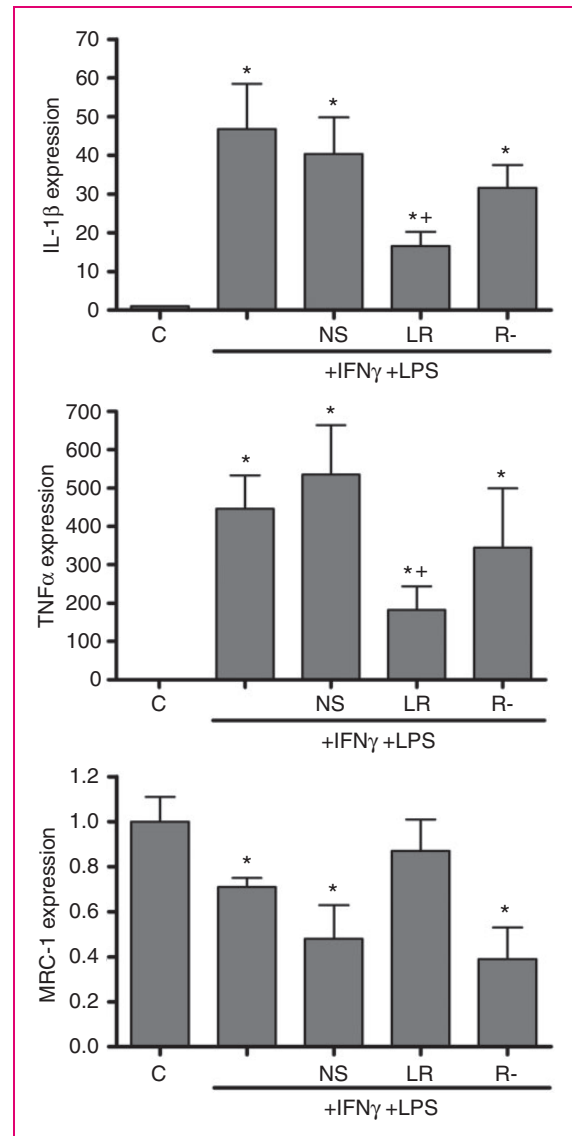 IL-1β expression
70
60
50
40
30
20
10
0
*
*
*+
*
C
NS
LR
R-
+IFNγ +LPS
TNFα expression
700
600
500
400
300
200
100
0
*
*
*+
*
C
NS
LR
R-
+IFNγ +LPS
MRC-1 expression
1.2
1.0
0.8
0.6
0.4
0.2
0.0
*
*
*
C
NS
LR
R-
+IFNγ +LPS